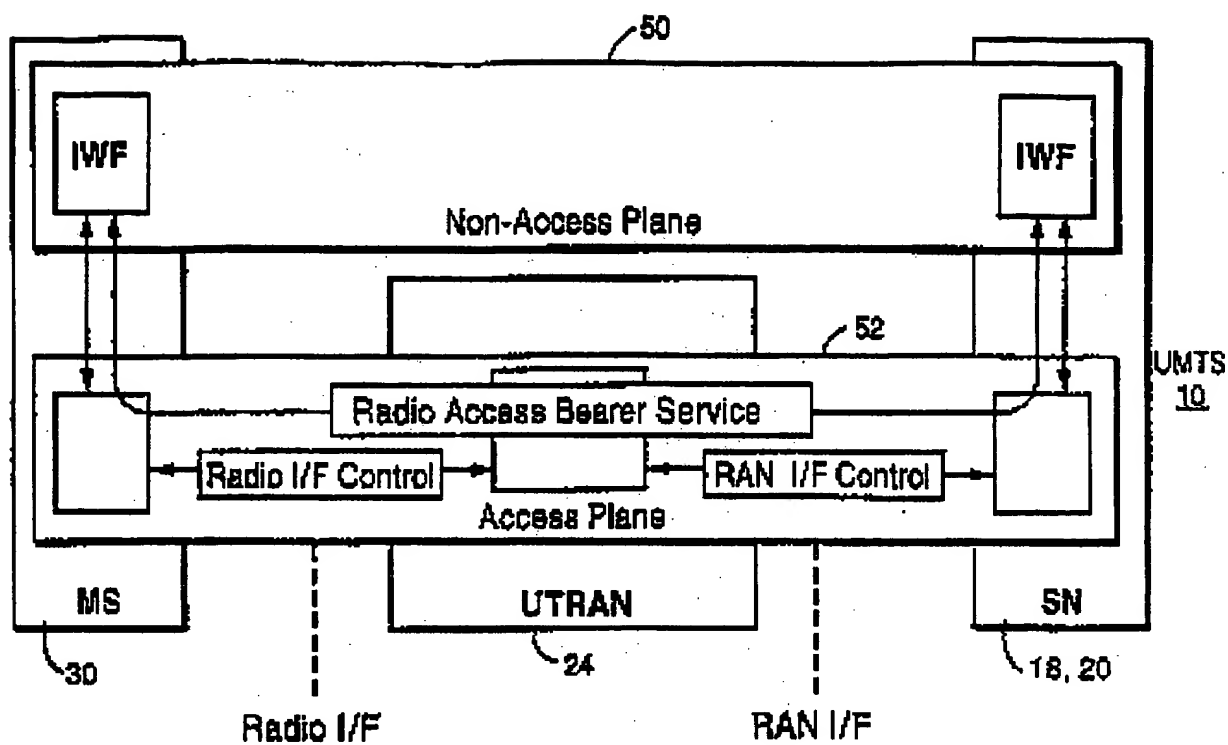 50
IWF
IWF
Non-Access Plane
52
UMTS
10
Radio Access Bearer Service
Radio I/F Control
RAN I/F Control
Access Plane
MS
UTRAN
SN
30
24
18, 20
Radio I/F
RAN I/F